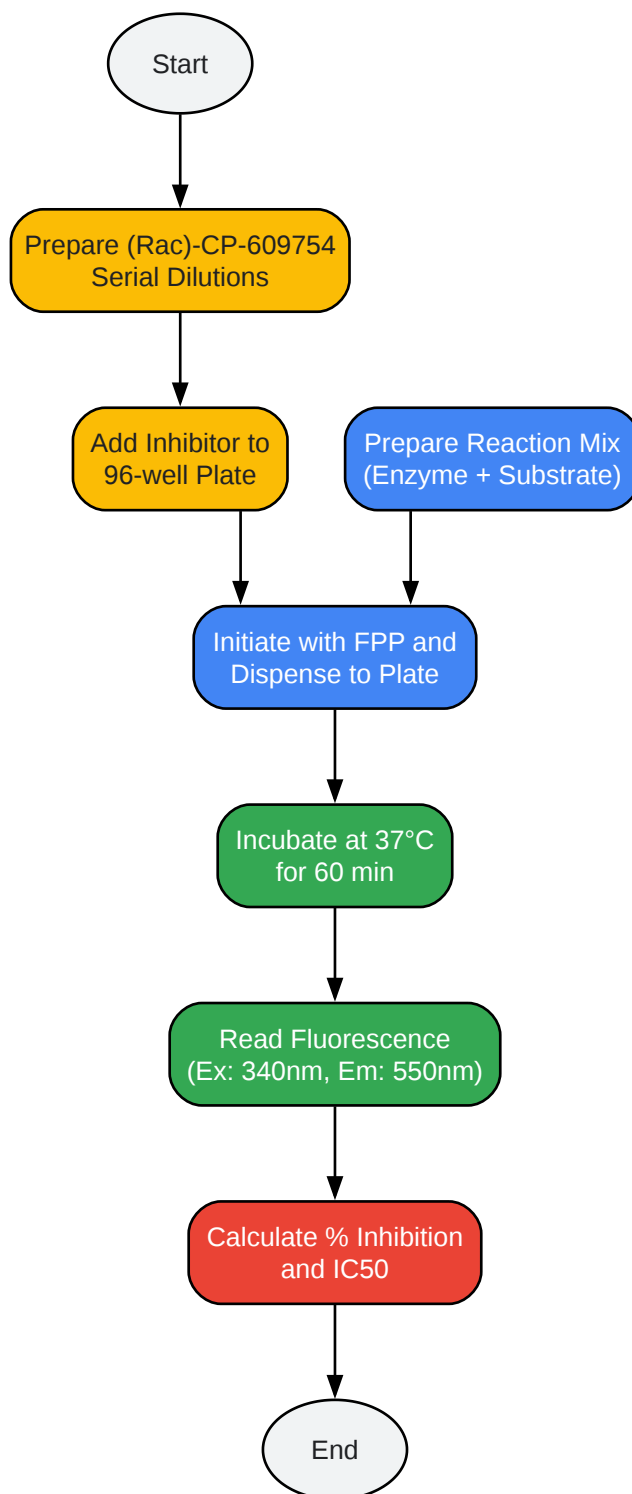 Start
Prepare (Rac)-CP-609754
Serial Dilutions
Add Inhibitor to
96-well Plate
Prepare Reaction Mix
(Enzyme + Substrate)
Initiate with FPP and
Dispense to Plate
Incubate at 37°C
for 60 min
Read Fluorescence
(Ex: 340nm, Em: 550nm)
Calculate % Inhibition
and IC50
End